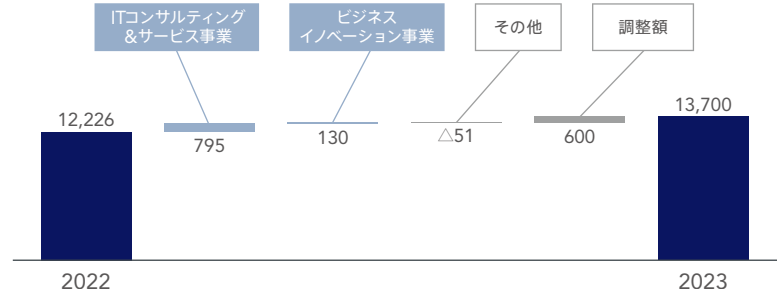 ITコンサルティング
&サービス事業
ビジネス
イノベーション事業
その他
調整額
12,226
795
130
△51
600
13,700
2022
2023